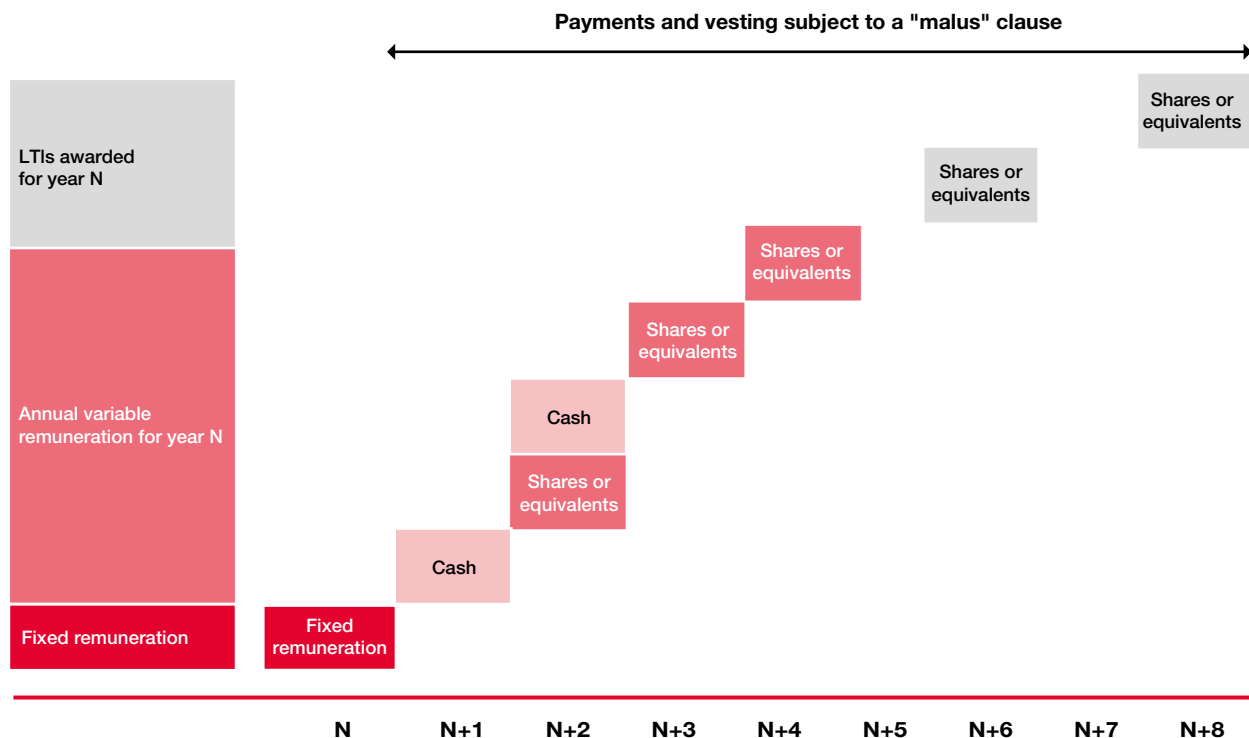 Payments and vesting subject to a "malus" clause
Shares or
equivalents
LTIs awarded
for year N
Shares or
equivalents
Shares or
equivalents
Shares or
equivalents
Annual variable
remuneration for year N
Cash
Shares or
equivalents
Cash
Fixed remuneration
Fixed
remuneration
N N+1 N+2 N+3 N+4 N+5 N+6 N+7 N+8